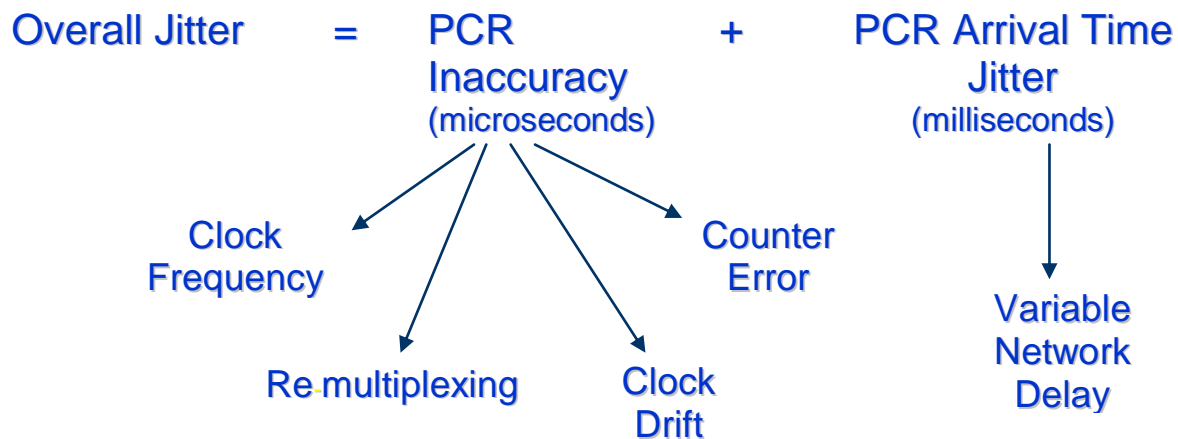 Overall Jitter = PCR + PCR Arrival Time
Inaccuracy Jitter
(microseconds) (milliseconds)
Clock Counter
Frequency Error
Variable
Network
Delay
Re-multiplexing Clock
Drift